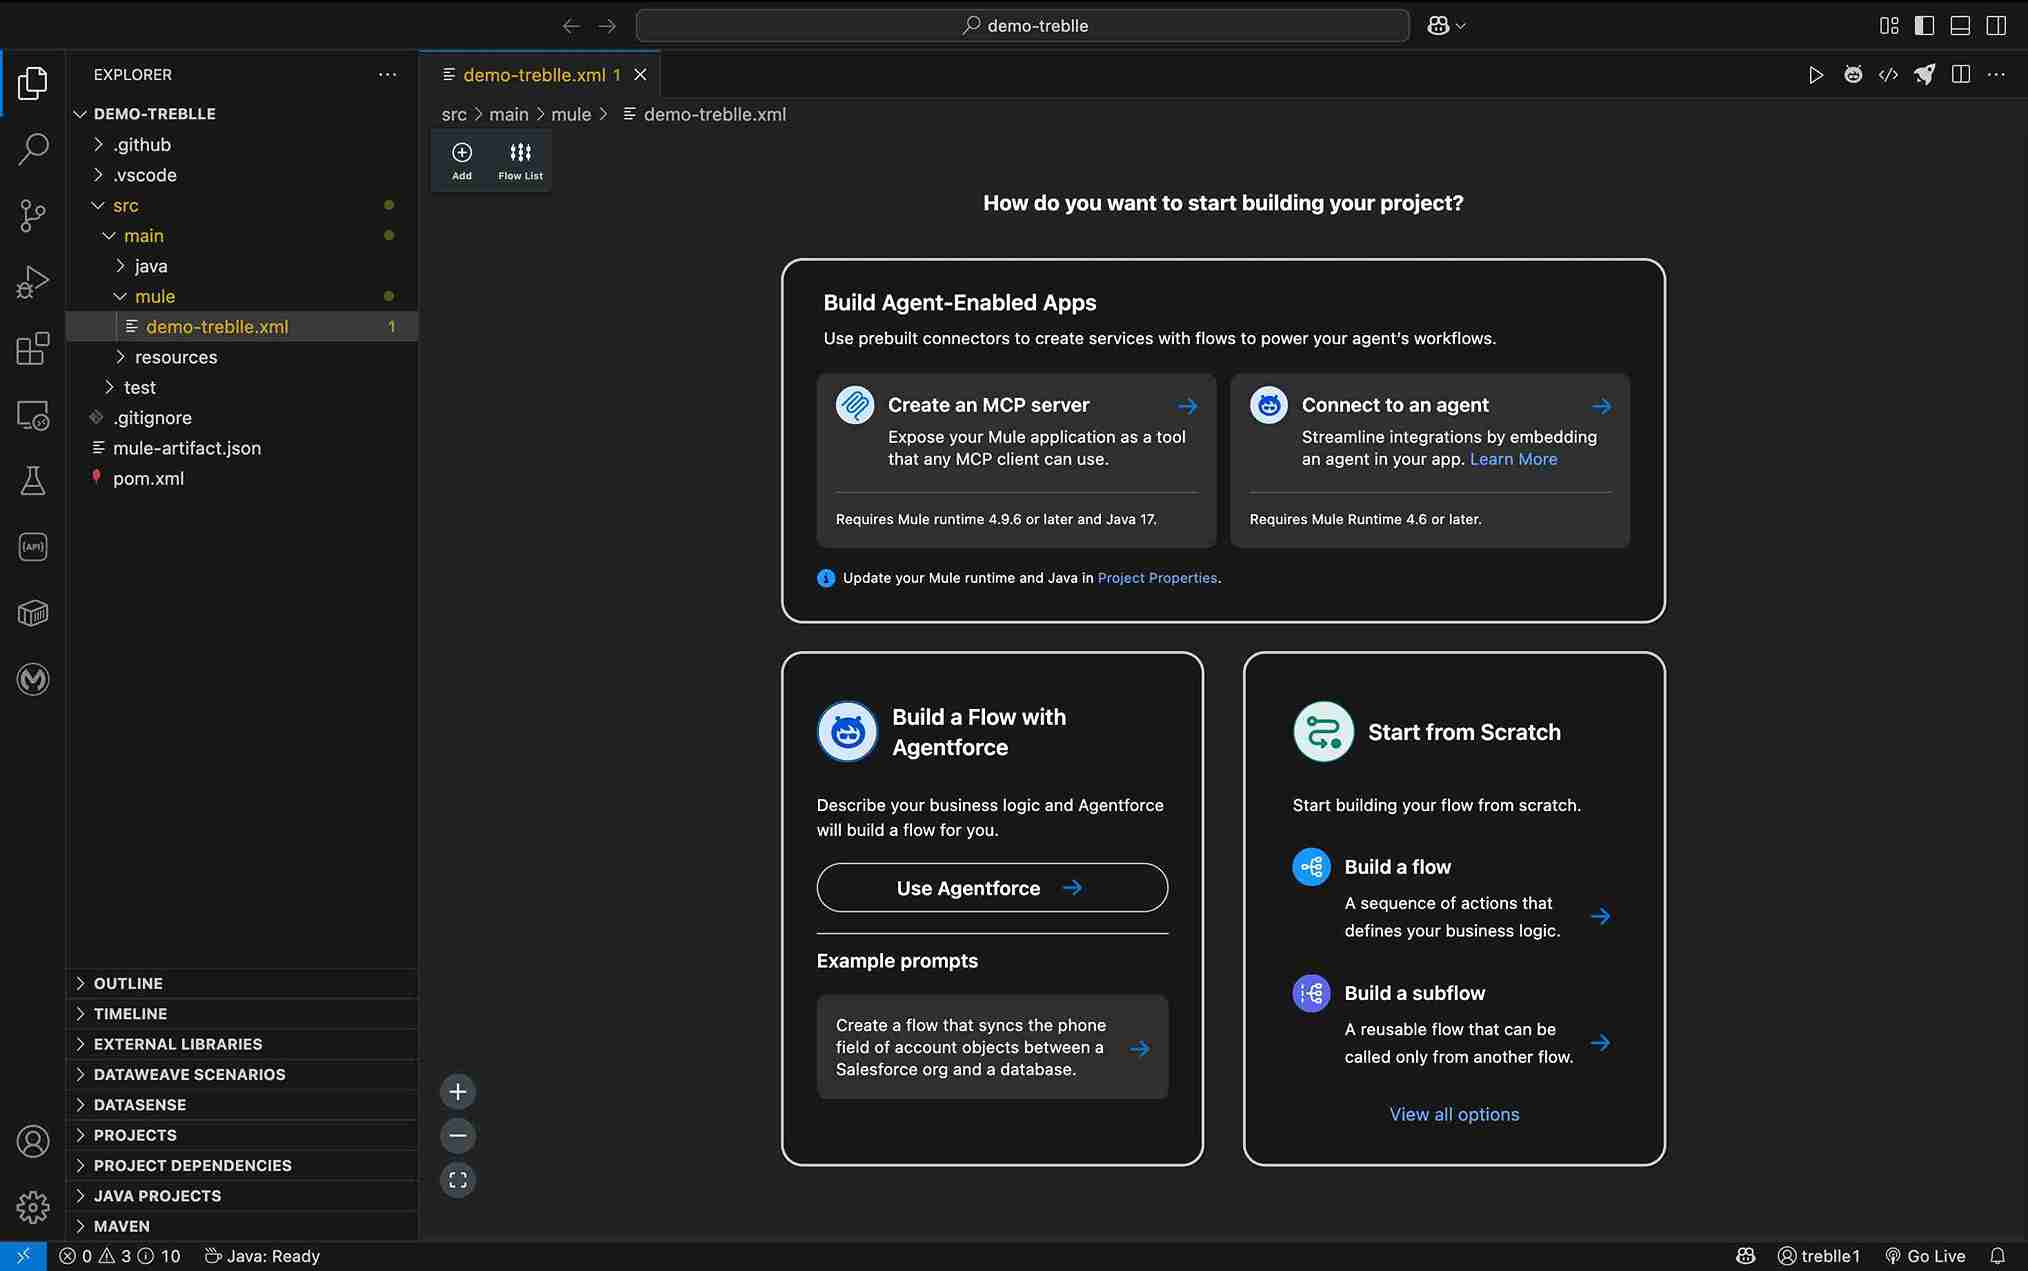 demo-treblle
EXPLORER
DEMO-TREBLLE
.github
.vscode
src
main
java
mule
demo-treblle.xml 1
resources
test
.gitignore
mule-artifact.json
pom.xml
OUTLINE
TIMELINE
EXTERNAL LIBRARIES
DATAWEAVE SCENARIOS
DATASENSE
PROJECTS
PROJECT DEPENDENCIES
JAVA PROJECTS
MAVEN
demo-treblle.xml 1
src > main > mule > demo-treblle.xml
Add
Flow List
How do you want to start building your project?
Build Agent-Enabled Apps
Use prebuilt connectors to create services with flows to power your agent's workflows.
Create an MCP server
Expose your Mule application as a tool
that any MCP client can use.
Requires Mule runtime 4.9.6 or later and Java 17.
Connect to an agent
Streamline integrations by embedding
an agent in your app. Learn More
Requires Mule Runtime 4.6 or later.
Update your Mule runtime and Java in Project Properties.
Build a Flow with
Agentforce
Describe your business logic and Agentforce
will build a flow for you.
Use Agentforce
Example prompts
Create a flow that syncs the phone
field of account objects between a
Salesforce org and a database.
Start from Scratch
Start building your flow from scratch.
Build a flow
A sequence of actions that
defines your business logic.
Build a subflow
A reusable flow that can be
called only from another flow.
View all options
API
0 3 10 Java: Ready
treblle1 Go Live